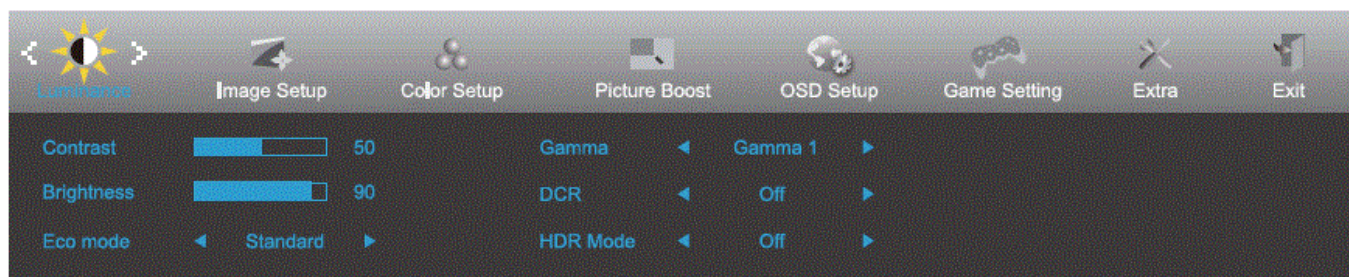 Luminance Image Setup Color Setup Picture Boost OSD Setup Game Setting Extra Exit
Contrast 50 Gamma Gamma 1
Brightness 90 DCR Off
Eco mode Standard HDR Mode Off